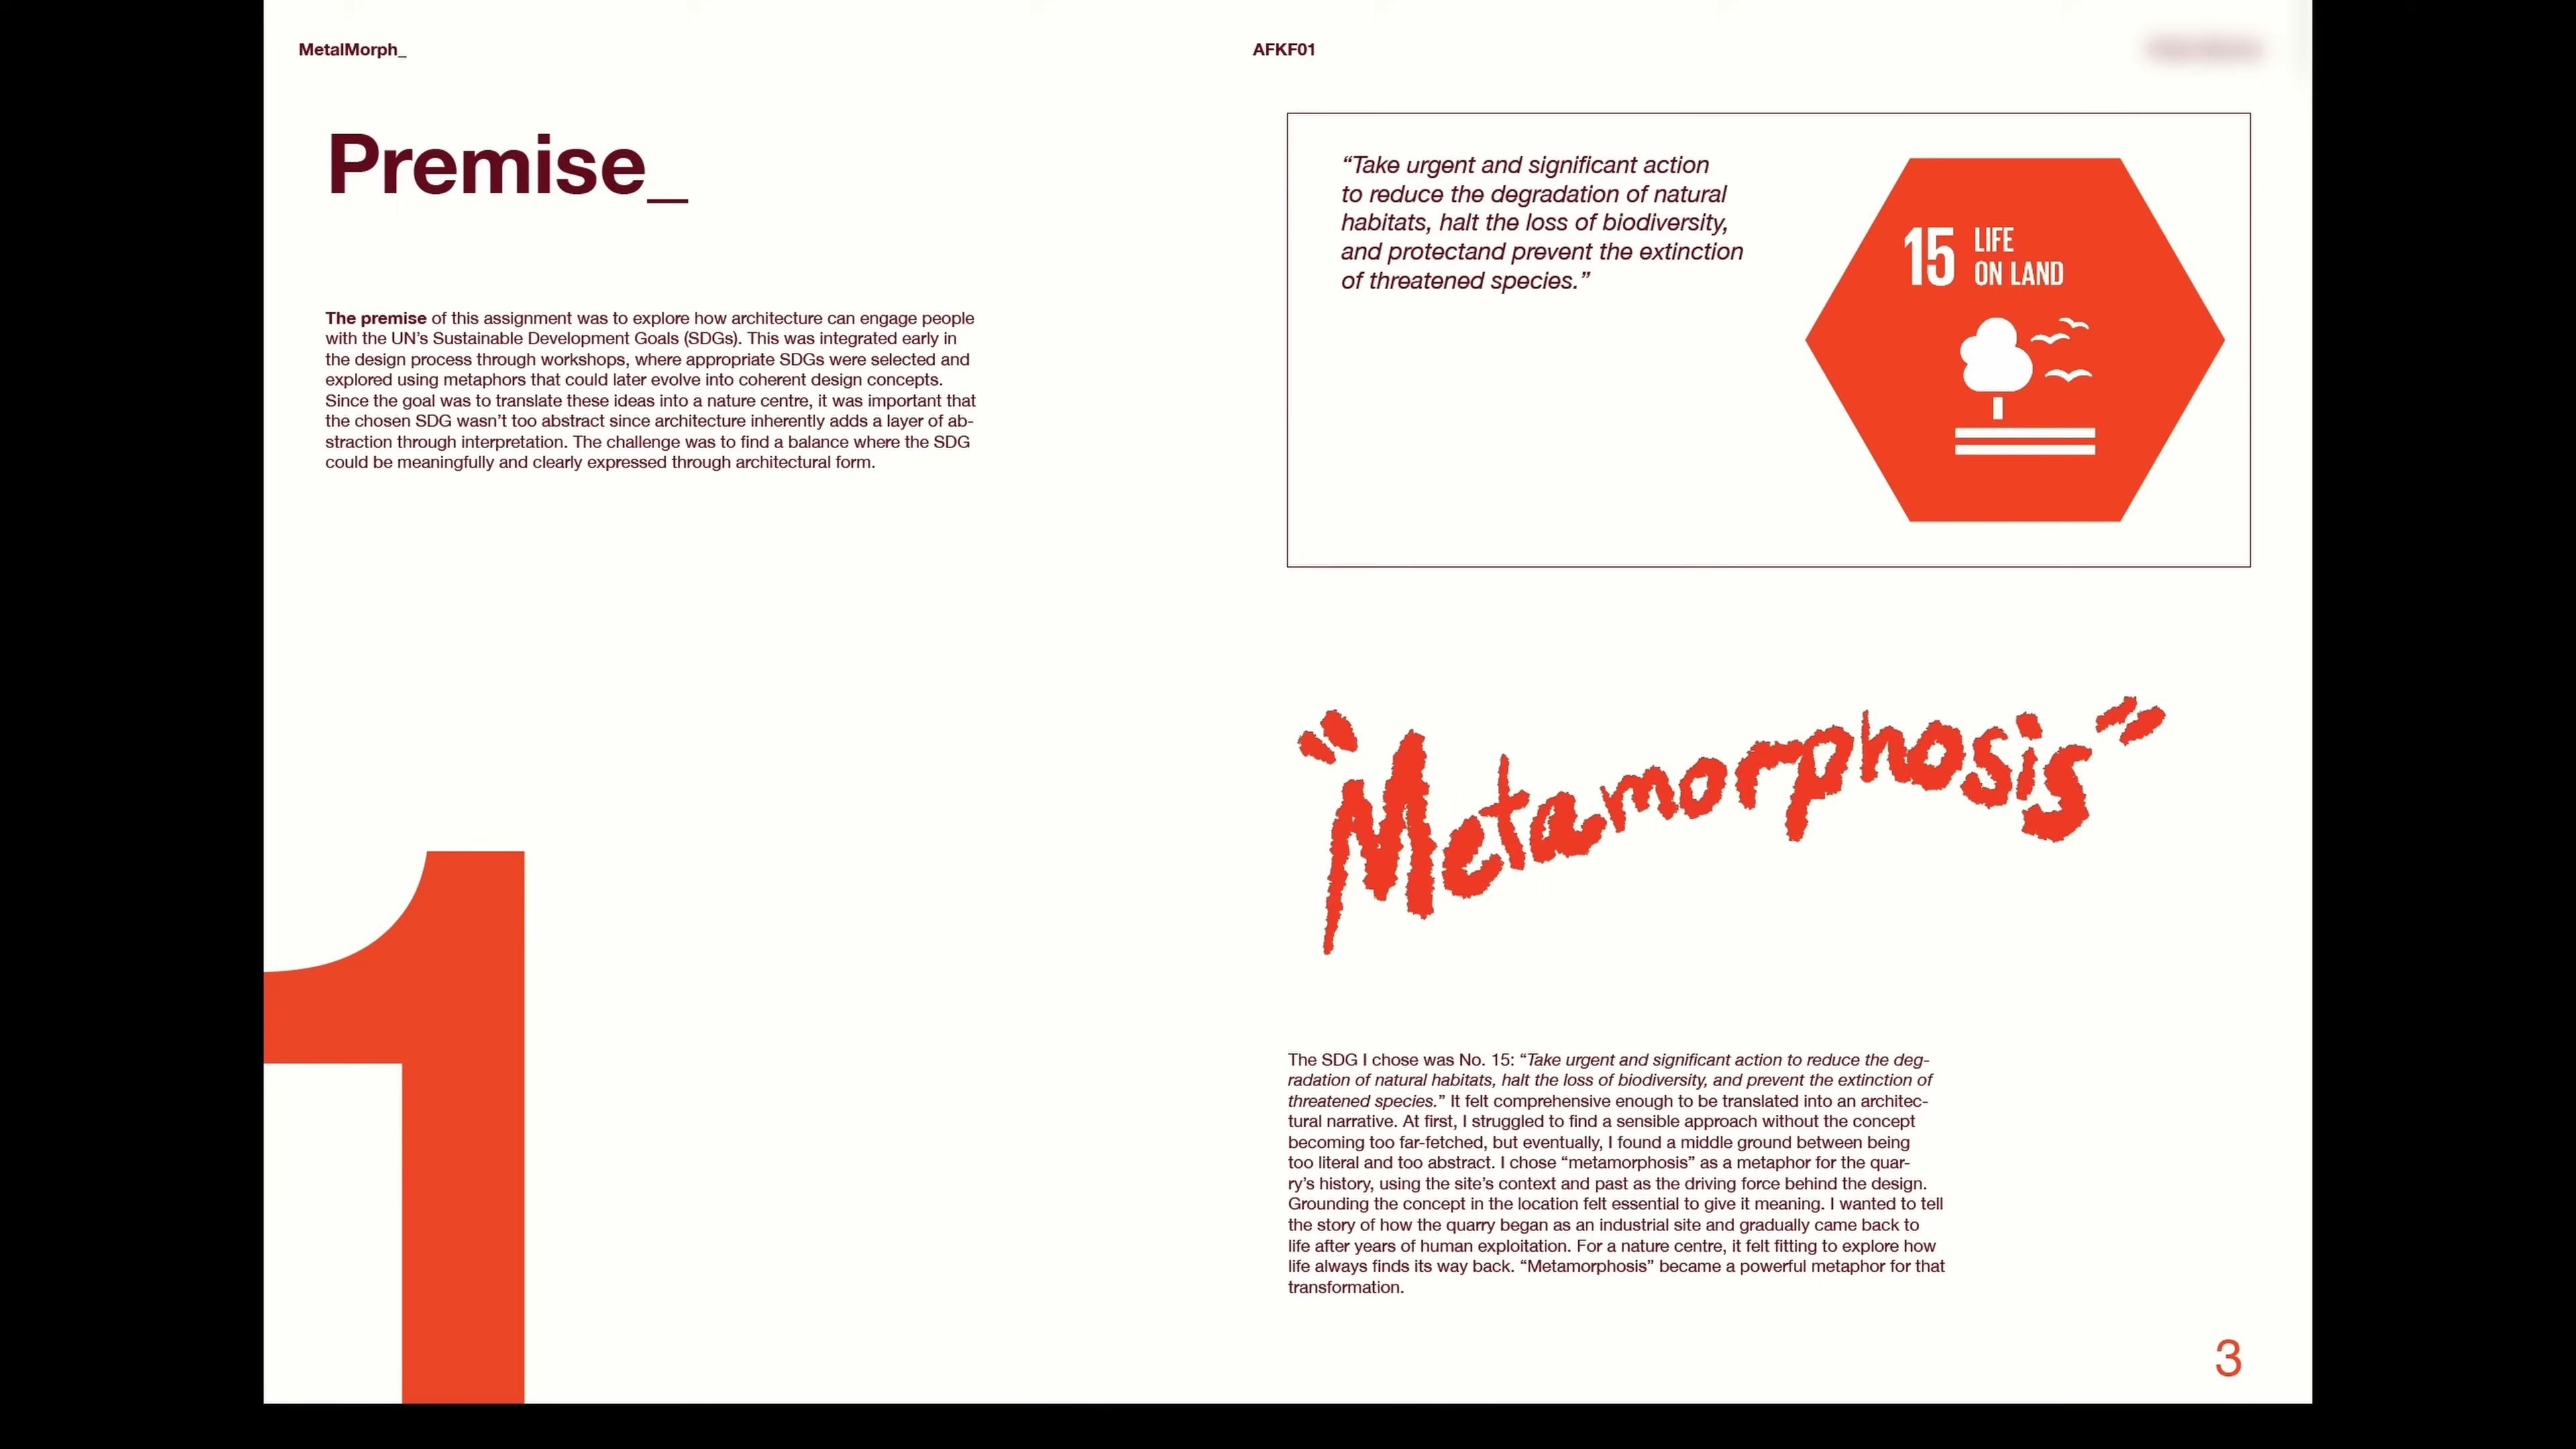 MetalMorph_
AFKF01
Premise_
The premise of this assignment was to explore how architecture can engage people
with the UN’s Sustainable Development Goals (SDGs). This was integrated early in
the design process through workshops, where appropriate SDGs were selected and
explored using metaphors that could later evolve into coherent design concepts.
Since the goal was to translate these ideas into a nature centre, it was important that
the chosen SDG wasn’t too abstract since architecture inherently adds a layer of ab-
straction through interpretation. The challenge was to find a balance where the SDG
could be meaningfully and clearly expressed through architectural form.
1
“Take urgent and significant action
to reduce the degradation of natural
habitats, halt the loss of biodiversity,
and protectand prevent the extinction
of threatened species.”
15 LIFE
ON LAND
"Metamorphosis"
The SDG I chose was No. 15: “Take urgent and significant action to reduce the deg-
radation of natural habitats, halt the loss of biodiversity, and prevent the extinction of
threatened species.” It felt comprehensive enough to be translated into an architec-
tural narrative. At first, I struggled to find a sensible approach without the concept
becoming too far-fetched, but eventually, I found a middle ground between being
too literal and too abstract. I chose “metamorphosis” as a metaphor for the quar-
ry’s history, using the site’s context and past as the driving force behind the design.
Grounding the concept in the location felt essential to give it meaning. I wanted to tell
the story of how the quarry began as an industrial site and gradually came back to
life after years of human exploitation. For a nature centre, it felt fitting to explore how
life always finds its way back. “Metamorphosis” became a powerful metaphor for that
transformation.
3